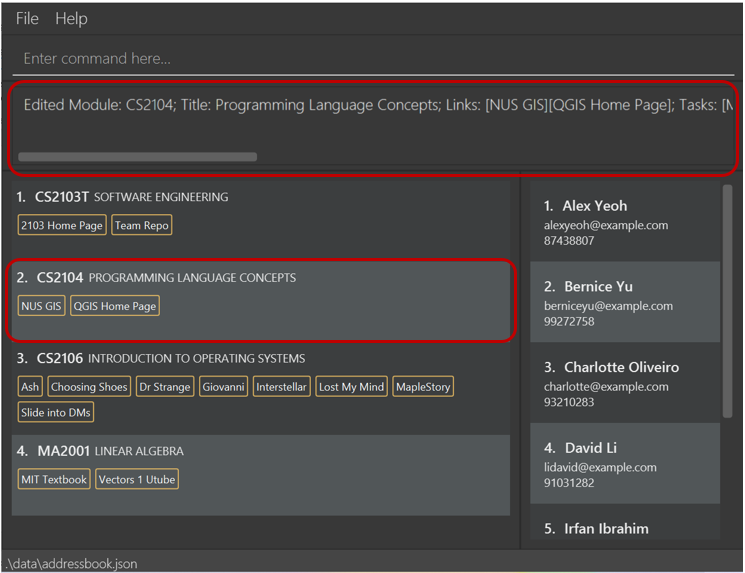 File Help
Enter command here...
Edited Module: CS2104; Title: Programming Language Concepts; Links: [NUS GIS][QGIS Home Page]; Tasks: [M
1. CS2103T SOFTWARE ENGINEERING
2103 Home Page Team Repo
2. CS2104 PROGRAMMING LANGUAGE CONCEPTS
NUS GIS QGIS Home Page
3. CS2106 INTRODUCTION TO OPERATING SYSTEMS
Ash Choosing Shoes Dr Strange Giovanni Interstellar Lost My Mind MapleStory
Slide into DMs
4. MA2001 LINEAR ALGEBRA
MIT Textbook Vectors 1 Utube
1. Alex Yeoh
alexyeoh@example.com
87438807
2. Bernice Yu
berniceyu@example.com
99272758
3. Charlotte Oliveiro
charlotte@example.com
93210283
4. David Li
lidavid@example.com
91031282
5. Irfan Ibrahim
.\data\addressbook.json